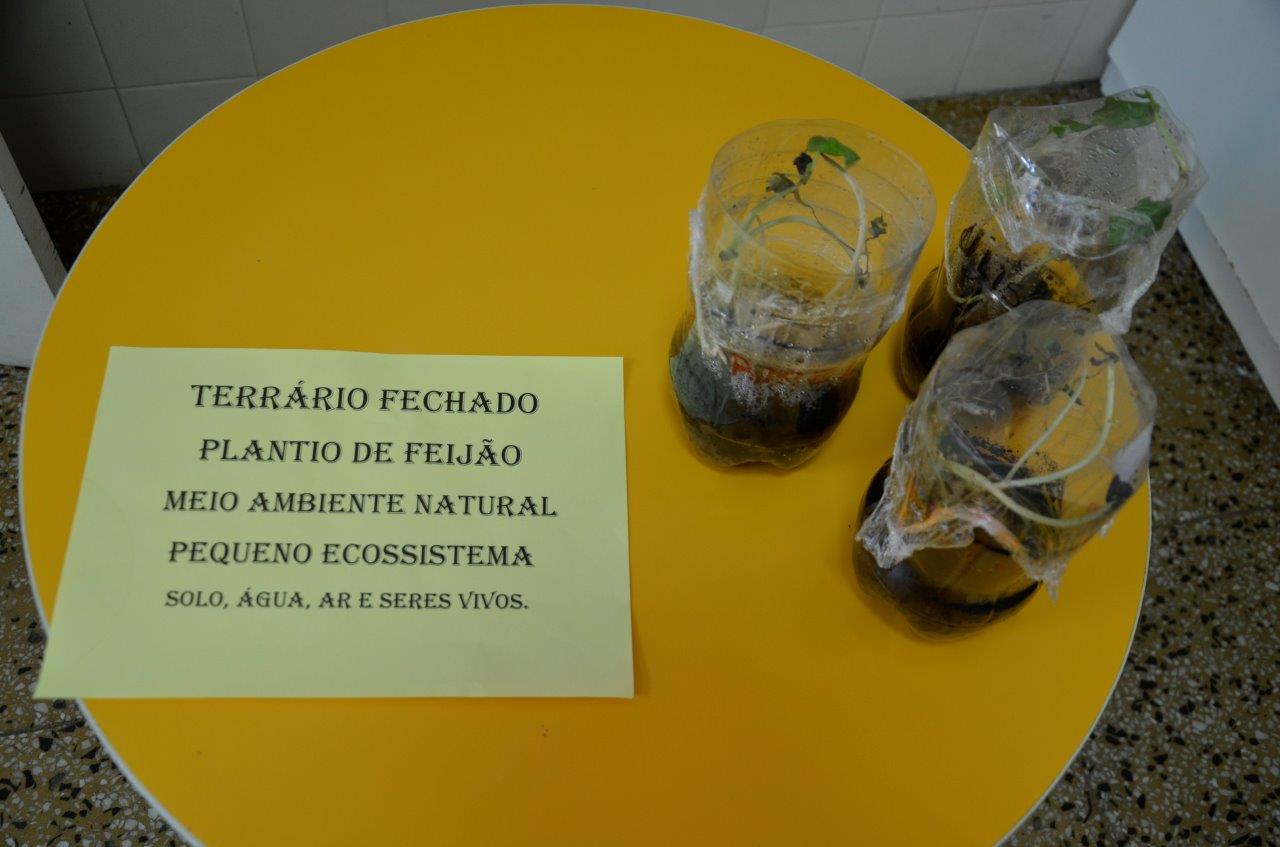 TERRÁRIO FECHADO
PLANTIO DE FEIJÃO
MEIO AMBIENTE NATURAL
PEQUENO ECOSSISTEMA
SOLO, ÁGUA, AR E SERES VIVOS.